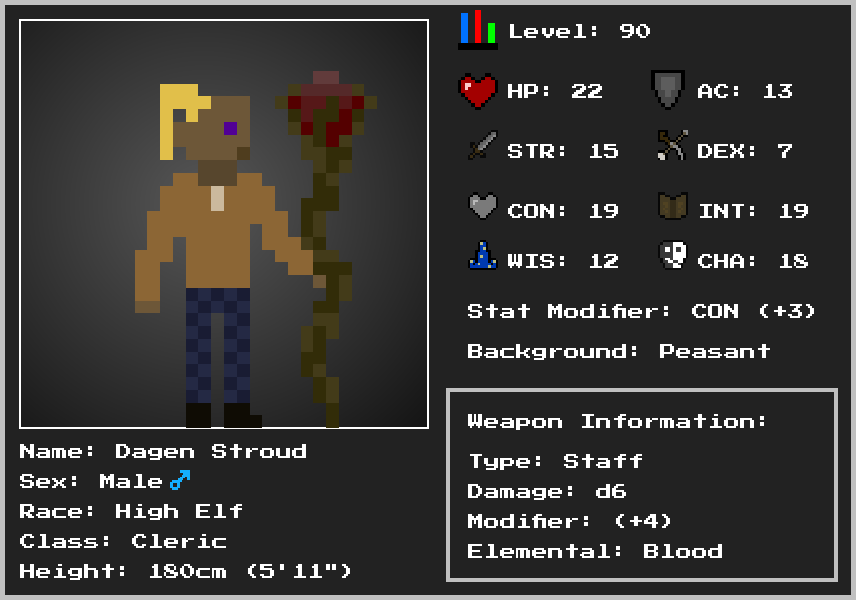 Level: 90
HP: 22 AC: 13
STR: 15 DEX: 7
CON: 19 INT: 19
WIS: 12 CHA: 18
Stat Modifier: CON (+3)
Background: Peasant
Weapon Information:
Type: Staff
Damage: d6
Modifier: (+4)
Elemental: Blood
Name: Dagen Stroud
Sex: Male♂
Race: High Elf
Class: Cleric
Height: 180cm (5'11")